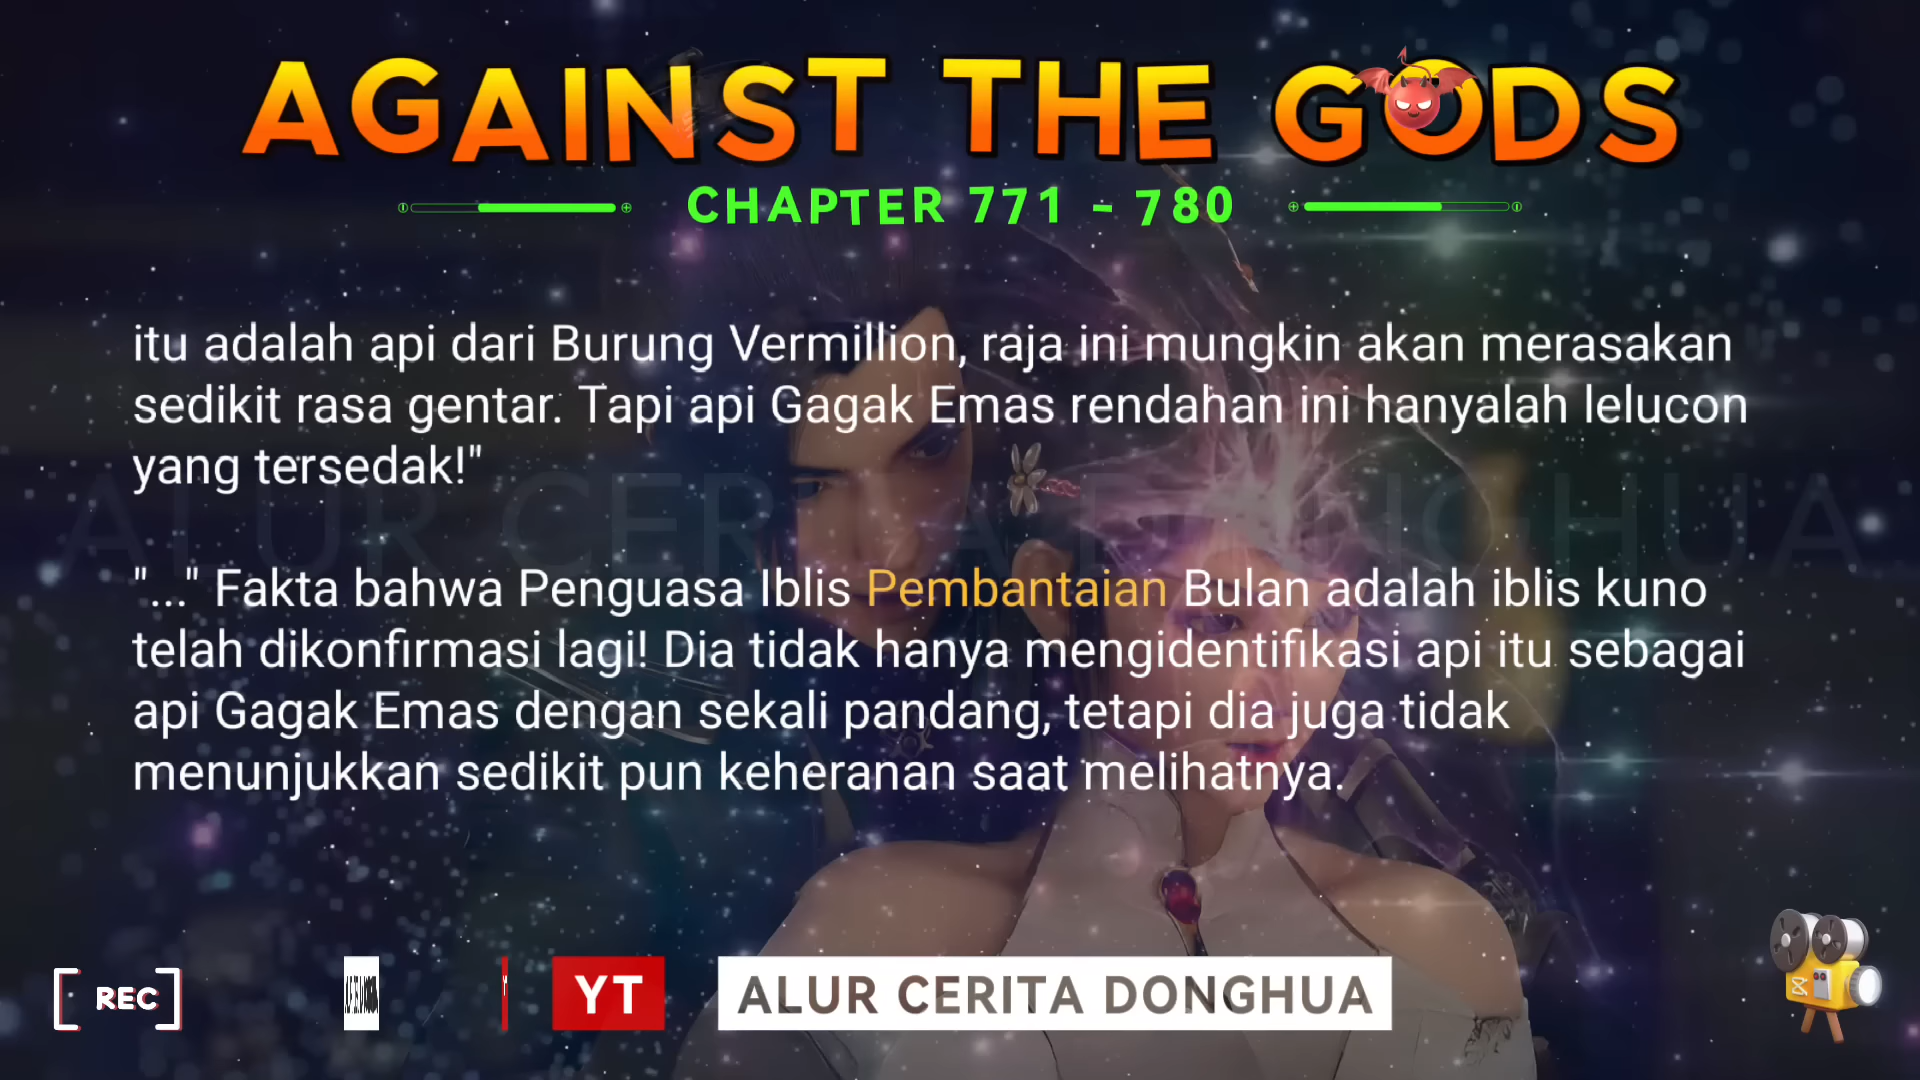 AGAINST THE GODS
CHAPTER 771 - 780
itu adalah api dari Burung Vermillion, raja ini mungkin akan merasakan
sedikit rasa gentar. Tapi api Gagak Emas rendahan ini hanyalah lelucon
yang tersedak!"
ALUR CERITA DONGHUA
"..." Fakta bahwa Penguasa Iblis Pembantaian Bulan adalah iblis kuno
telah dikonfirmasi lagi! Dia tidak hanya mengidentifikasi api itu sebagai
api Gagak Emas dengan sekali pandang, tetapi dia juga tidak
menunjukkan sedikit pun keheranan saat melihatnya.
REC
YT
ALUR CERITA DONGHUA